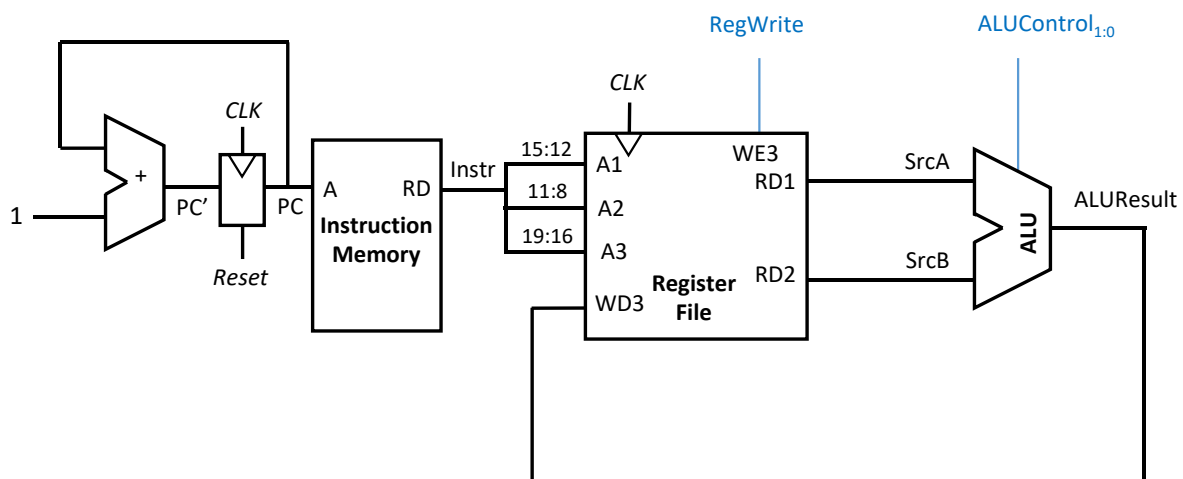 RegWrite
ALUControl1:0
CLK
CLK
15:12
Instr
A1
WE3
SrcA
+
RD1
A
RD
11:8
ALUResult
1
PC’
PC
A2
Instruction
Memory
19:16
ALU
Reset
A3
SrcB
Register
File
RD2
WD3